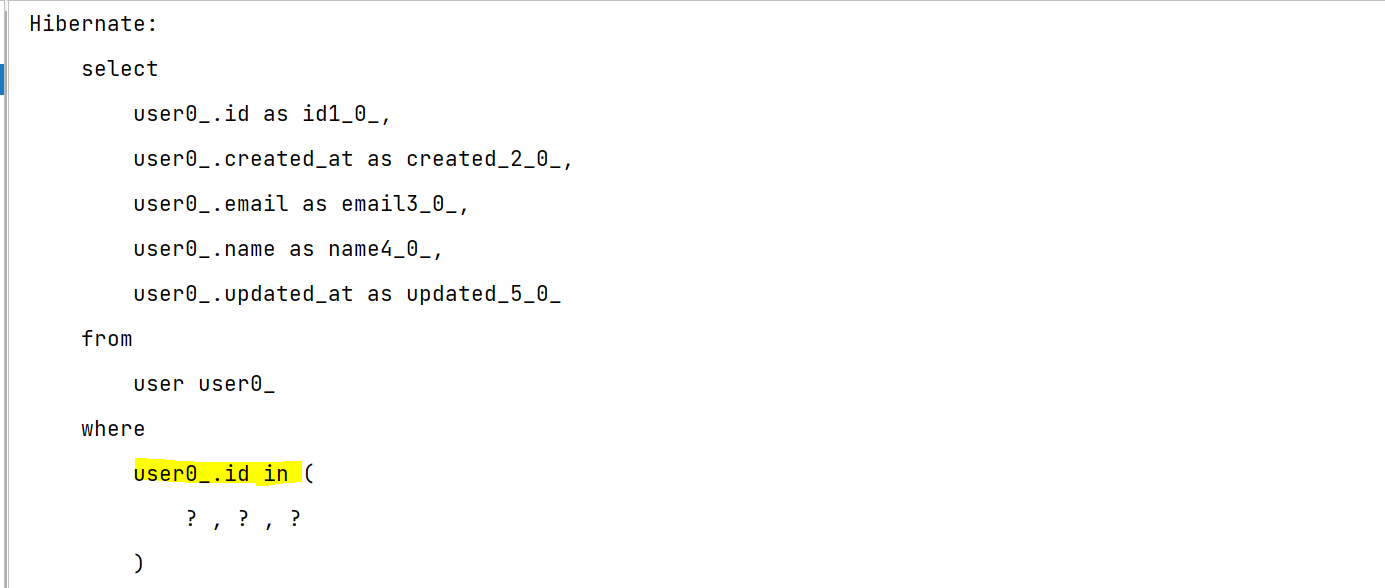 Hibernate:
    select
        user0_.id as id1_0_,
        user0_.created_at as created_2_0_,
        user0_.email as email3_0_,
        user0_.name as name4_0_,
        user0_.updated_at as updated_5_0_
    from
        user user0_
    where
        user0_.id in (
            ? , ? , ?
        )